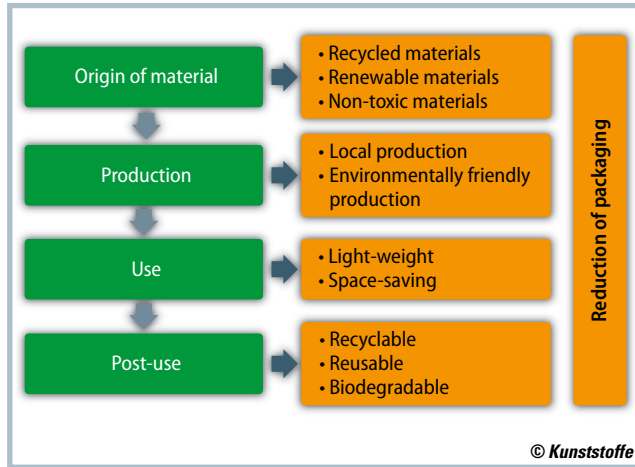 Origin of material
• Recycled materials
• Renewable materials
• Non-toxic materials
Production
• Local production
• Environmentally friendly
production
Use
• Light-weight
• Space-saving
Post-use
• Recyclable
• Reusable
• Biodegradable
Reduction of packaging
© Kunststoffe